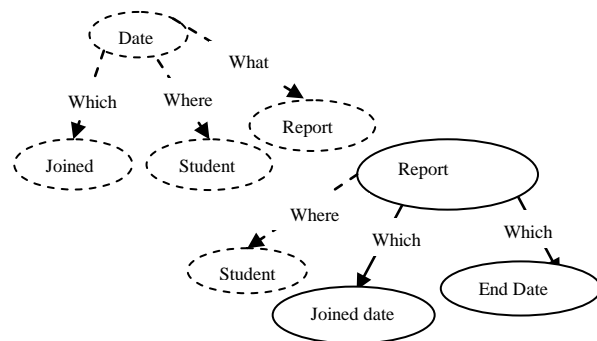 Date
What
Which
Where
Report
Joined
Student
Report
Where
Which
Which
Student
End Date
Joined date